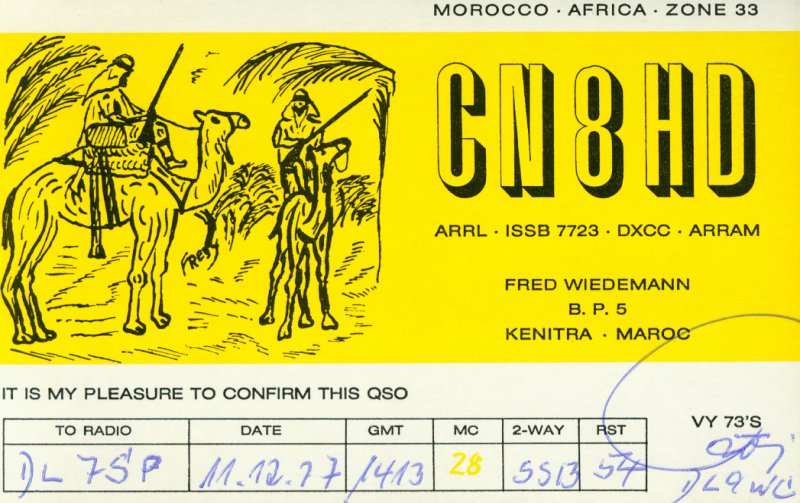 MOROCCO · AFRICA · ZONE 33
CN8HD
ARRL · ISSB 7723 · DXCC · ARRAM
FRED WIEDEMANN
B. P. 5
KENITRA · MAROC
IT IS MY PLEASURE TO CONFIRM THIS QSO
TO RADIO DATE GMT MC 2-WAY RST
DL7SP 11.12.77 1413 28 SSB 54
VY 73'S